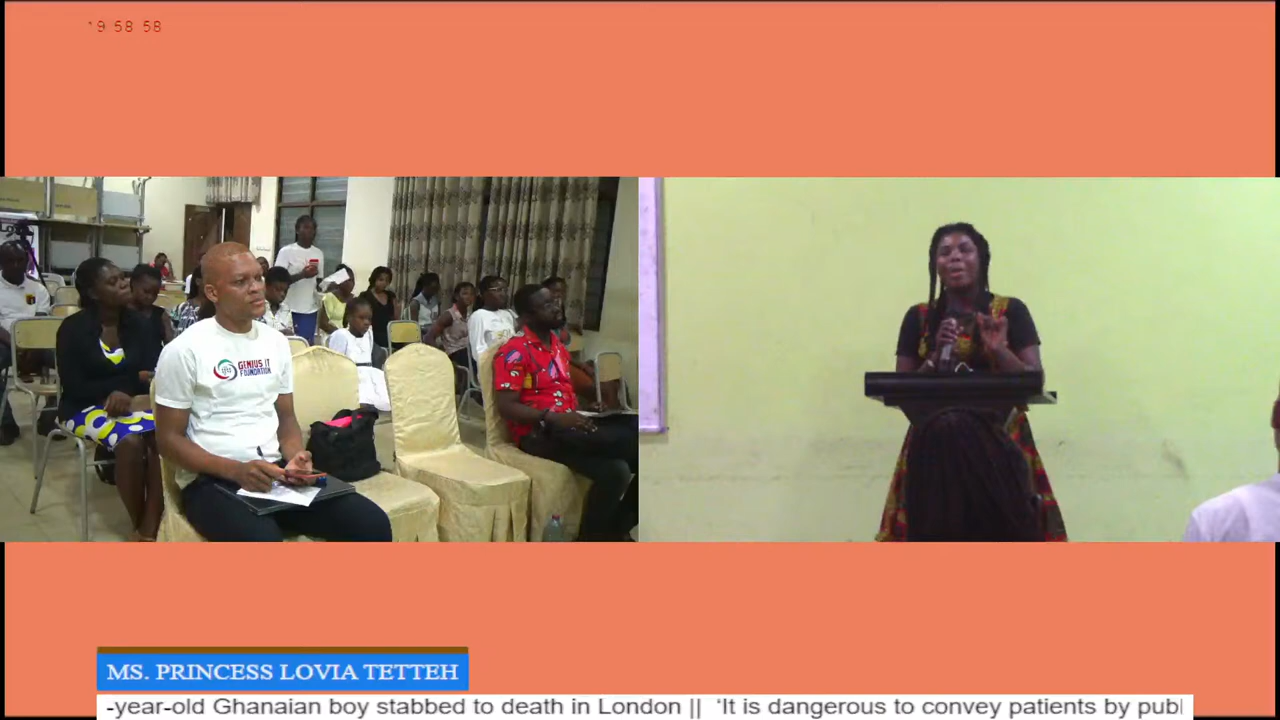 19 58 58
GENIUS IT
FOUNDATION
MS. PRINCESS LOVIA TETTEH
-year-old Ghanaian boy stabbed to death in London || ‘It is dangerous to convey patients by publ